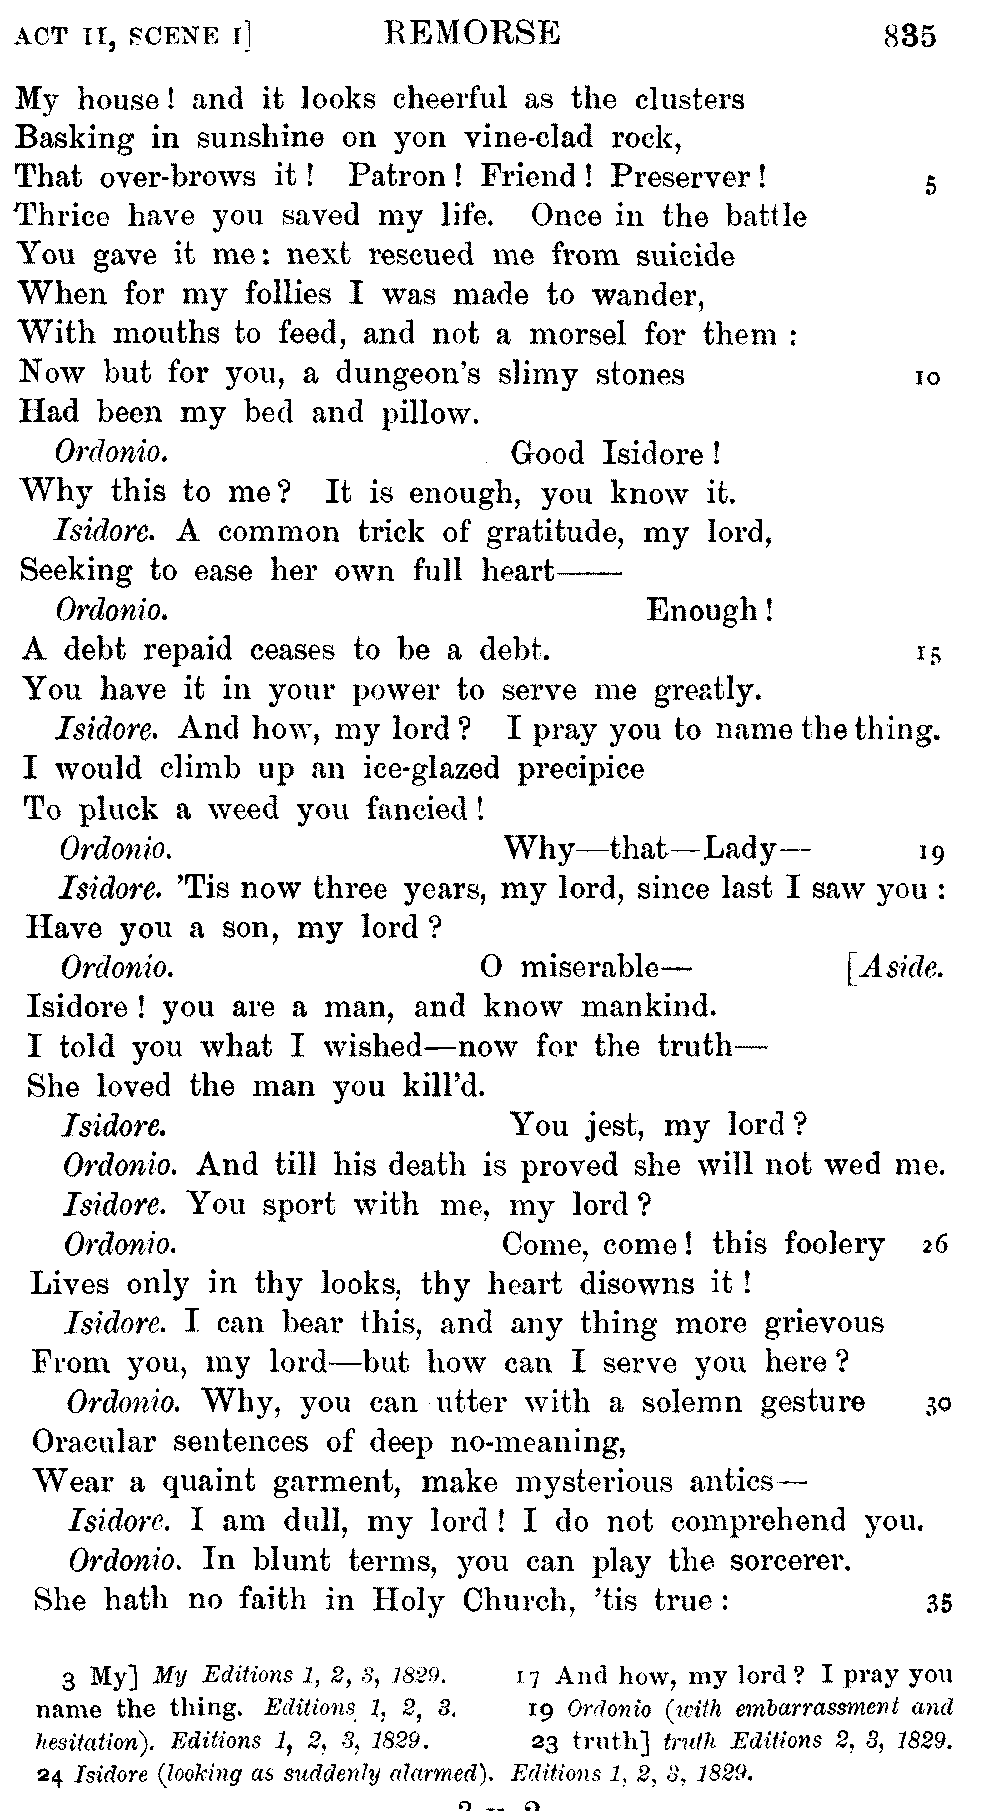 ACT II, SCENE I] REMORSE 835
My house! and it looks cheerful as the clusters
Basking in sunshine on yon vine-clad rock,
That over-brows it! Patron! Friend! Preserver! 5
Thrice have you saved my life. Once in the battle
You gave it me: next rescued me from suicide
When for my follies I was made to wander,
With mouths to feed, and not a morsel for them:
Now but for you, a dungeon's slimy stones 10
Had been my bed and pillow.
Ordonio. Good Isidore!
Why this to me? It is enough, you know it.
Isidore. A common trick of gratitude, my lord,
Seeking to ease her own full heart——
Ordonio. Enough!
A debt repaid ceases to be a debt. 15
You have it in your power to serve me greatly.
Isidore. And how, my lord? I pray you to name the thing.
I would climb up an ice-glazed precipice
To pluck a weed you fancied!
Ordonio. Why—that—Lady— 19
Isidore. 'Tis now three years, my lord, since last I saw you:
Have you a son, my lord?
Ordonio. O miserable— [Aside.
Isidore! you are a man, and know mankind.
I told you what I wished—now for the truth—
She loved the man you kill'd.
Isidore. You jest, my lord?
Ordonio. And till his death is proved she will not wed me.
Isidore. You sport with me, my lord?
Ordonio. Come, come! this foolery 26
Lives only in thy looks, thy heart disowns it!
Isidore. I can bear this, and any thing more grievous
From you, my lord—but how can I serve you here?
Ordonio. Why, you can utter with a solemn gesture 30
Oracular sentences of deep no-meaning,
Wear a quaint garment, make mysterious antics—
Isidore. I am dull, my lord! I do not comprehend you.
Ordonio. In blunt terms, you can play the sorcerer.
She hath no faith in Holy Church, 'tis true: 35
3 My] My Editions 1, 2, 3, 1829. 17 And how, my lord? I pray you
name the thing. Editions 1, 2, 3. 19 Ordonio (with embarrassment and
hesitation). Editions 1, 2, 3, 1829. 23 truth] truth Editions 2, 3, 1829.
24 Isidore (looking as suddenly alarmed). Editions 1, 2, 3, 1829.